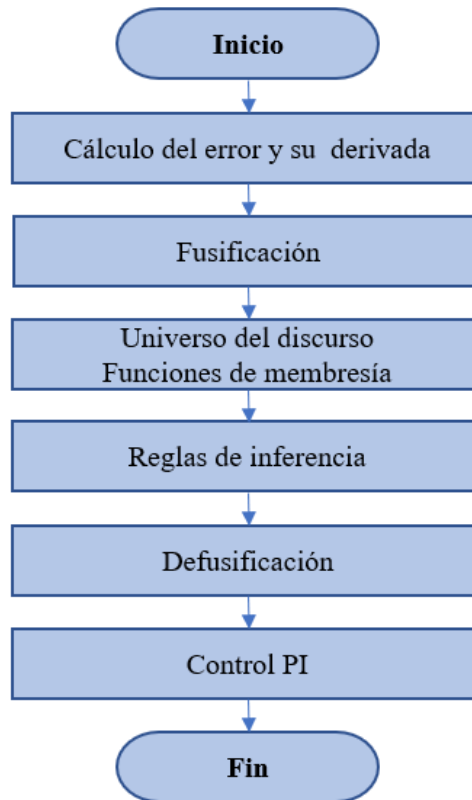 Inicio
Cálculo del error y su derivada
Fusificación
Universo del discurso
Funciones de membresía
Reglas de inferencia
Defusificación
Control PI
Fin